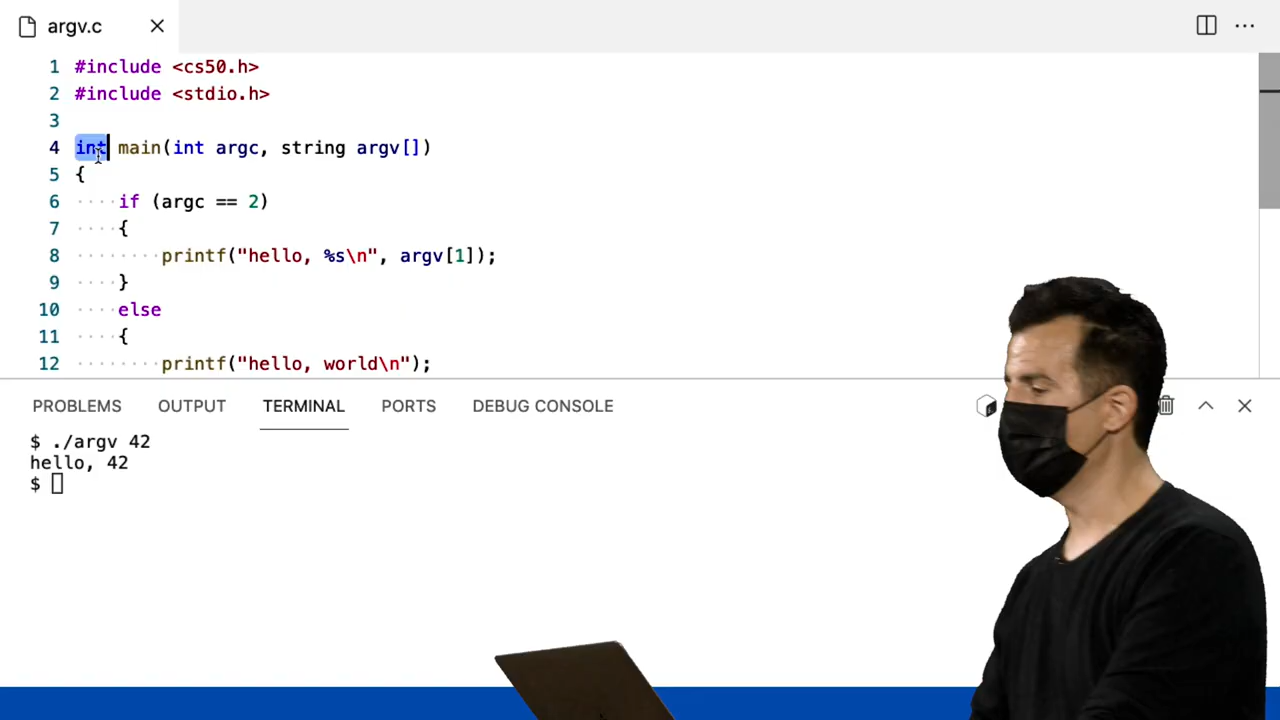 argv.c
1 #include <cs50.h>
2 #include <stdio.h>
3
4 int main(int argc, string argv[])
5 {
6 ····if (argc == 2)
7 ····{
8 ········printf("hello, %s\n", argv[1]);
9 ····}
10 ····else
11 ····{
12 ········printf("hello, world\n");
PROBLEMS OUTPUT TERMINAL PORTS DEBUG CONSOLE
$ ./argv 42
hello, 42
$